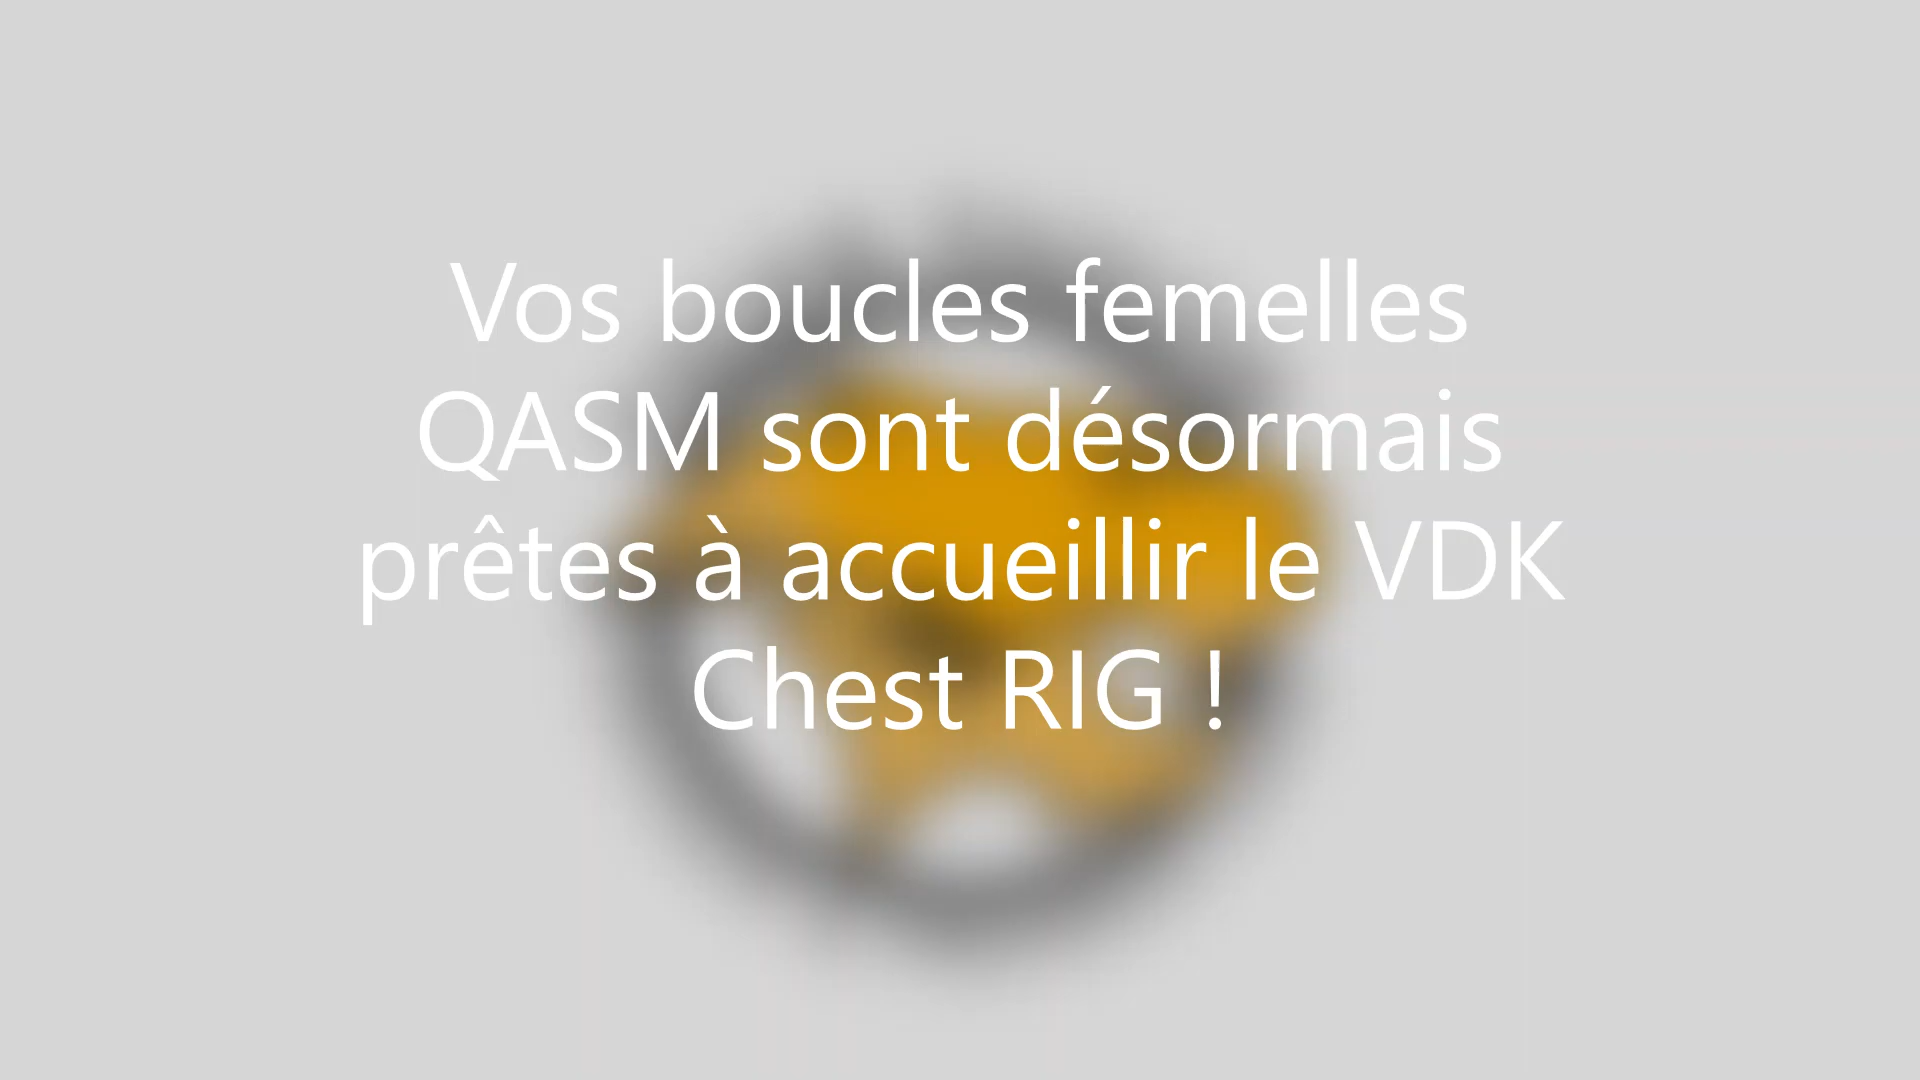 Vos boucles femelles
QASM sont désormais
prêtes à accueillir le VDK
Chest RIG !